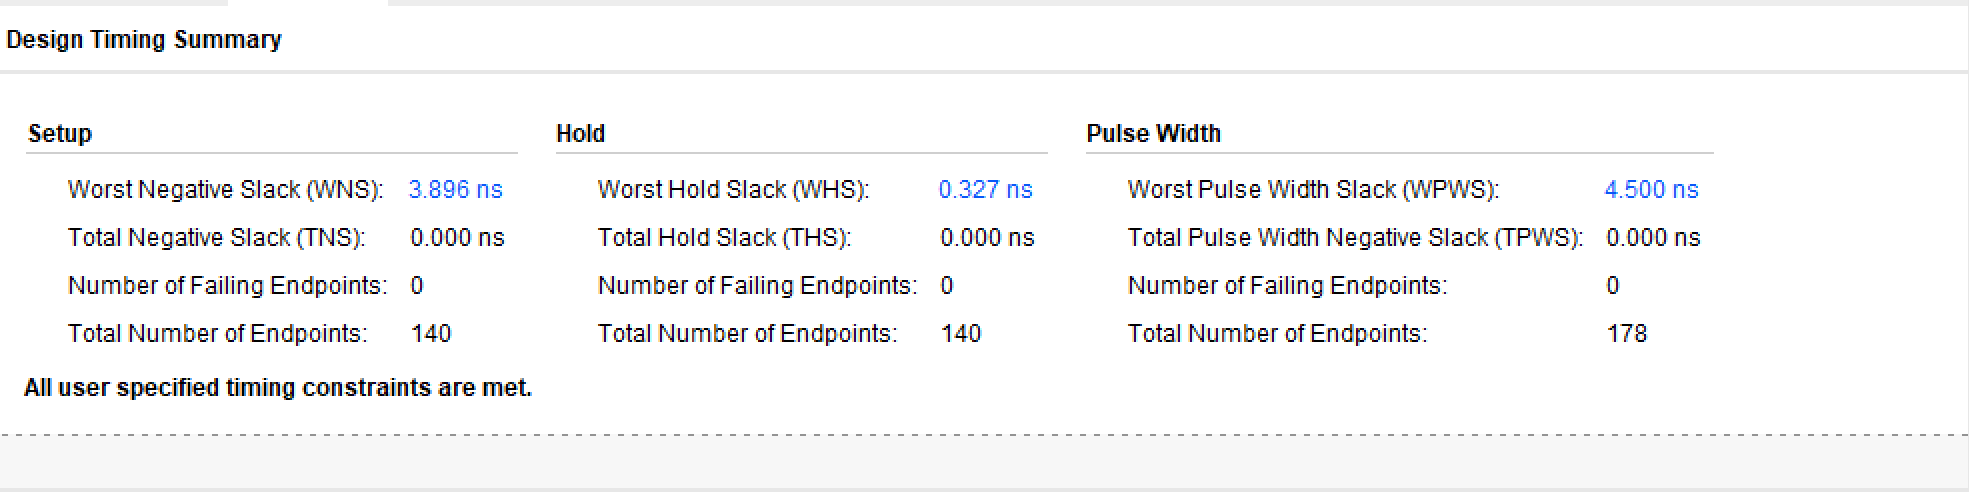 Design Timing Summary
Setup
Hold
Pulse Width
Worst Negative Slack (WNS): 3.896 ns
Worst Hold Slack (WHS): 0.327 ns
Worst Pulse Width Slack (WPWS): 4.500 ns
Total Negative Slack (TNS): 0.000 ns
Total Hold Slack (THS): 0.000 ns
Total Pulse Width Negative Slack (TPWS): 0.000 ns
Number of Failing Endpoints: 0
Number of Failing Endpoints: 0
Number of Failing Endpoints: 0
Total Number of Endpoints: 140
Total Number of Endpoints: 140
Total Number of Endpoints: 178
All user specified timing constraints are met.